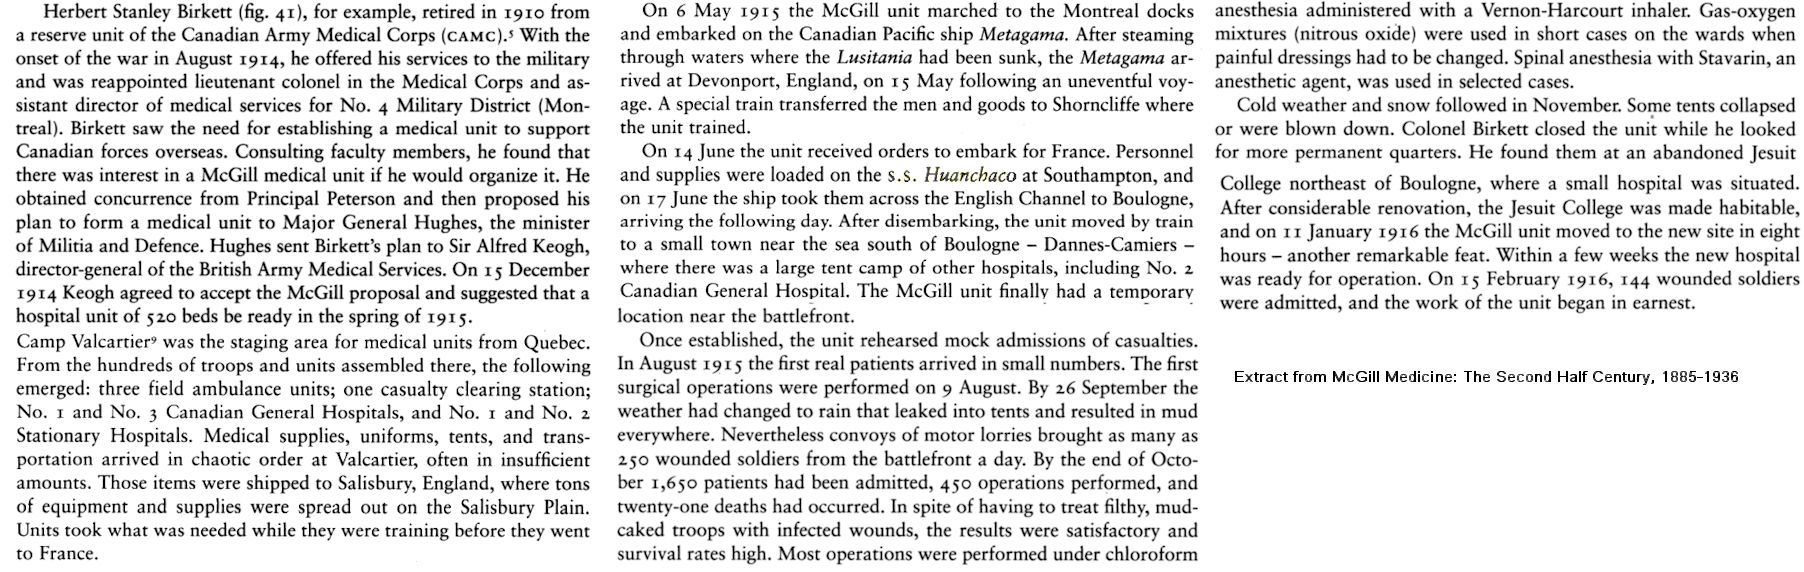 Herbert Stanley Birkett (fig. 41), for example, retired in 1910 from
a reserve unit of the Canadian Army Medical Corps (CAMC).⁵ With the
onset of the war in August 1914, he offered his services to the military
and was reappointed lieutenant colonel in the Medical Corps and as-
sistant director of medical services for No. 4 Military District (Mon-
treal). Birkett saw the need for establishing a medical unit to support
Canadian forces overseas. Consulting faculty members, he found that
there was interest in a McGill medical unit if he would organize it. He
obtained concurrence from Principal Peterson and then proposed his
plan to form a medical unit to Major General Hughes, the minister
of Militia and Defence. Hughes sent Birkett's plan to Sir Alfred Keogh,
director-general of the British Army Medical Services. On 15 December
1914 Keogh agreed to accept the McGill proposal and suggested that a
hospital unit of 520 beds be ready in the spring of 1915.
Camp Valcartier⁹ was the staging area for medical units from Quebec.
From the hundreds of troops and units assembled there, the following
emerged: three field ambulance units; one casualty clearing station;
No. 1 and No. 3 Canadian General Hospitals, and No. 1 and No. 2
Stationary Hospitals. Medical supplies, uniforms, tents, and trans-
portation arrived in chaotic order at Valcartier, often in insufficient
amounts. Those items were shipped to Salisbury, England, where tons
of equipment and supplies were spread out on the Salisbury Plain.
Units took what was needed while they were training before they went
to France.
On 6 May 1915 the McGill unit marched to the Montreal docks
and embarked on the Canadian Pacific ship Metagama. After steaming
through waters where the Lusitania had been sunk, the Metagama ar-
rived at Devonport, England, on 15 May following an uneventful voy-
age. A special train transferred the men and goods to Shorncliffe where
the unit trained.
On 14 June the unit received orders to embark for France. Personnel
and supplies were loaded on the s.s. Huanchaco at Southampton, and
on 17 June the ship took them across the English Channel to Boulogne,
arriving the following day. After disembarking, the unit moved by train
to a small town near the sea south of Boulogne – Dannes-Camiers –
where there was a large tent camp of other hospitals, including No. 2
Canadian General Hospital. The McGill unit finally had a temporary
location near the battlefront.
Once established, the unit rehearsed mock admissions of casualties.
In August 1915 the first real patients arrived in small numbers. The first
surgical operations were performed on 9 August. By 26 September the
weather had changed to rain that leaked into tents and resulted in mud
everywhere. Nevertheless convoys of motor lorries brought as many as
250 wounded soldiers from the battlefront a day. By the end of Octo-
ber 1,650 patients had been admitted, 450 operations performed, and
twenty-one deaths had occurred. In spite of having to treat filthy, mud-
caked troops with infected wounds, the results were satisfactory and
survival rates high. Most operations were performed under chloroform
anesthesia administered with a Vernon-Harcourt inhaler. Gas-oxygen
mixtures (nitrous oxide) were used in short cases on the wards when
painful dressings had to be changed. Spinal anesthesia with Stavarin, an
anesthetic agent, was used in selected cases.
Cold weather and snow followed in November. Some tents collapsed
or were blown down. Colonel Birkett closed the unit while he looked
for more permanent quarters. He found them at an abandoned Jesuit
College northeast of Boulogne, where a small hospital was situated.
After considerable renovation, the Jesuit College was made habitable,
and on 11 January 1916 the McGill unit moved to the new site in eight
hours – another remarkable feat. Within a few weeks the new hospital
was ready for operation. On 15 February 1916, 144 wounded soldiers
were admitted, and the work of the unit began in earnest.
Extract from McGill Medicine: The Second Half Century, 1885-1936